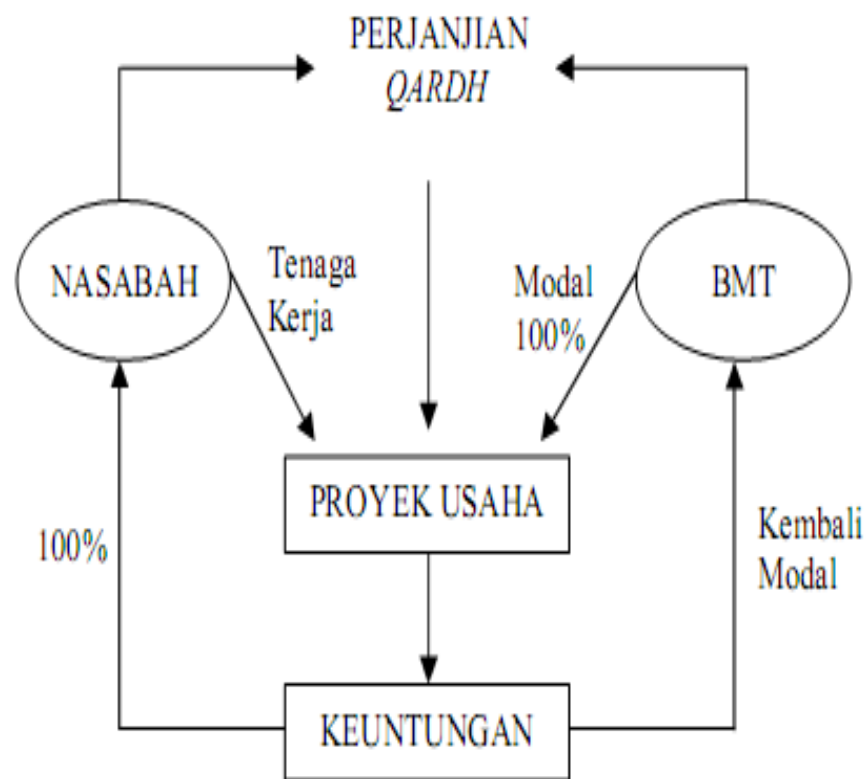 PERJANJIAN
QARDH
NASABAH
Tenaga
Kerja
Modal
100%
BMT
PROYEK USAHA
100%
Kembali
Modal
KEUNTUNGAN